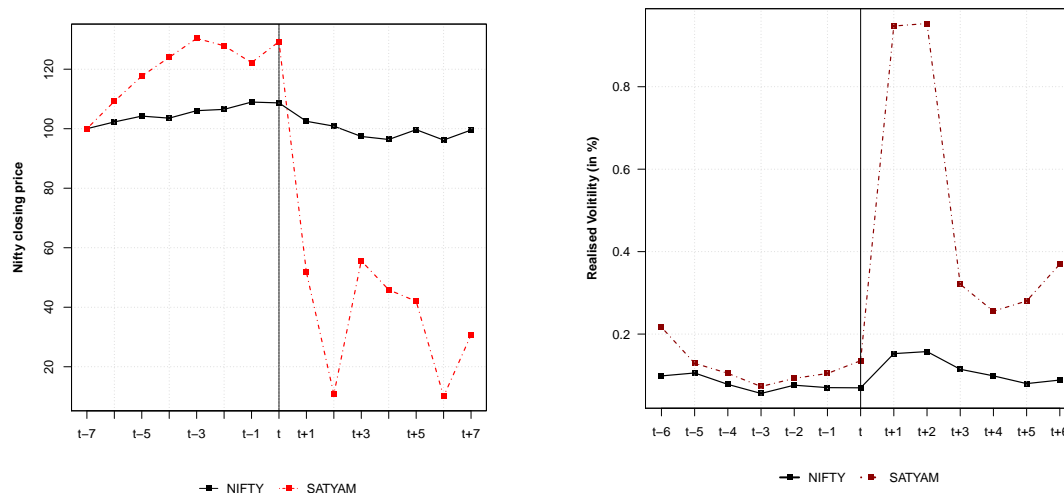 Nifty closing price
120
100
80
60
40
20
t−7 t−5 t−3 t−1 t t+1 t+3 t+5 t+7
NIFTY SATYAM
Realised Volitility (in %)
0.8
0.6
0.4
0.2
t−6 t−5 t−4 t−3 t−2 t−1 t t+1 t+2 t+3 t+4 t+5 t+6
NIFTY SATYAM